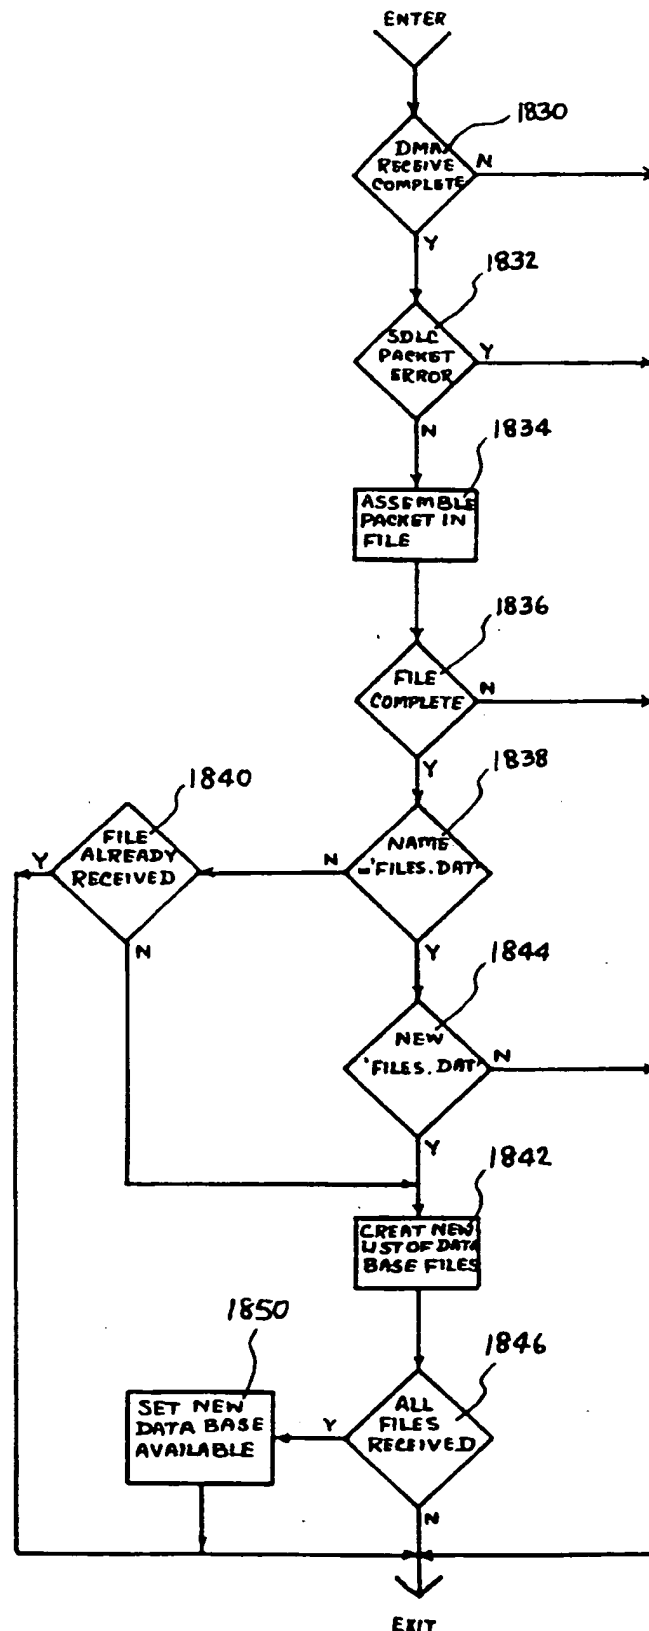 ENTER
1830
DMA
RECEIVE
COMPLETE
N
Y
1832
SDLC
PACKET
ERROR
Y
N
1834
ASSEMBLE
PACKET IN
FILE
1836
FILE
COMPLETE
N
Y
1838
NAME
='FILES.DAT'
N
Y
1840
FILE
ALREADY
RECEIVED
Y
N
1844
NEW
'FILES.DAT'
N
Y
1842
CREAT NEW
LIST OF DATA
BASE FILES
1846
ALL
FILES
RECEIVED
Y
N
1850
SET NEW
DATA BASE
AVAILABLE
EXIT